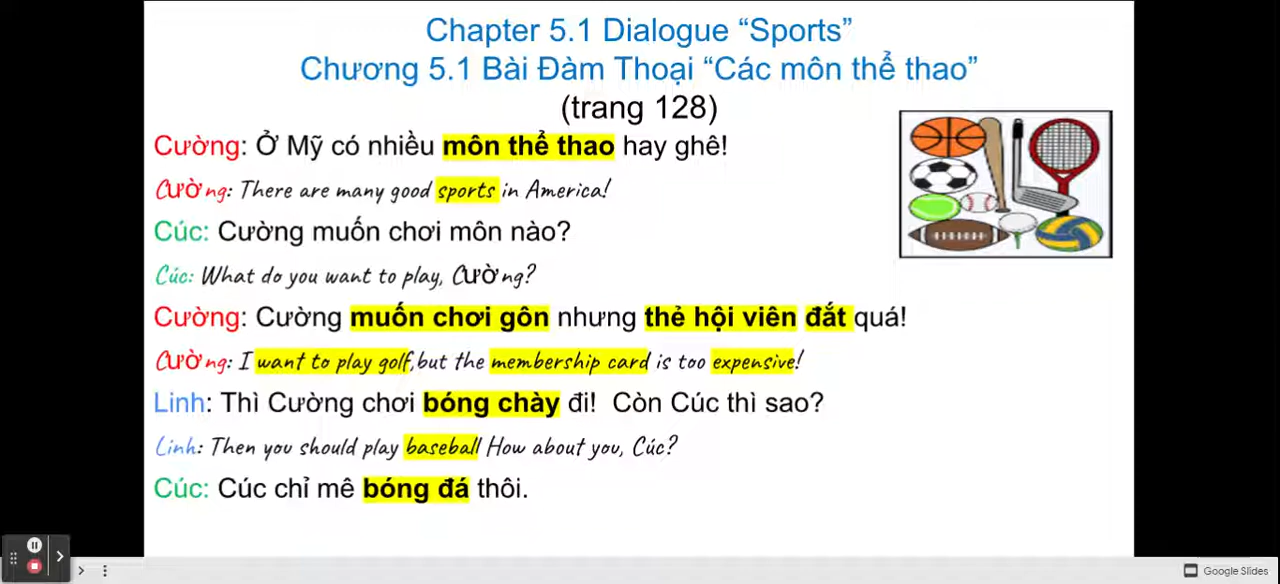 Chapter 5.1 Dialogue “Sports”
Chương 5.1 Bài Đàm Thoại “Các môn thể thao”
(trang 128)
Cường: Ở Mỹ có nhiều môn thể thao hay ghê!
Cường: There are many good sports in America!
Cúc: Cường muốn chơi môn nào?
Cúc: What do you want to play, Cường?
Cường: Cường muốn chơi gôn nhưng thẻ hội viên đắt quá!
Cường: I want to play golf,but the membership card is too expensive!
Linh: Thì Cường chơi bóng chày đi! Còn Cúc thì sao?
Linh: Then you should play baseball How about you, Cúc?
Cúc: Cúc chỉ mê bóng đá thôi.
Google Slides